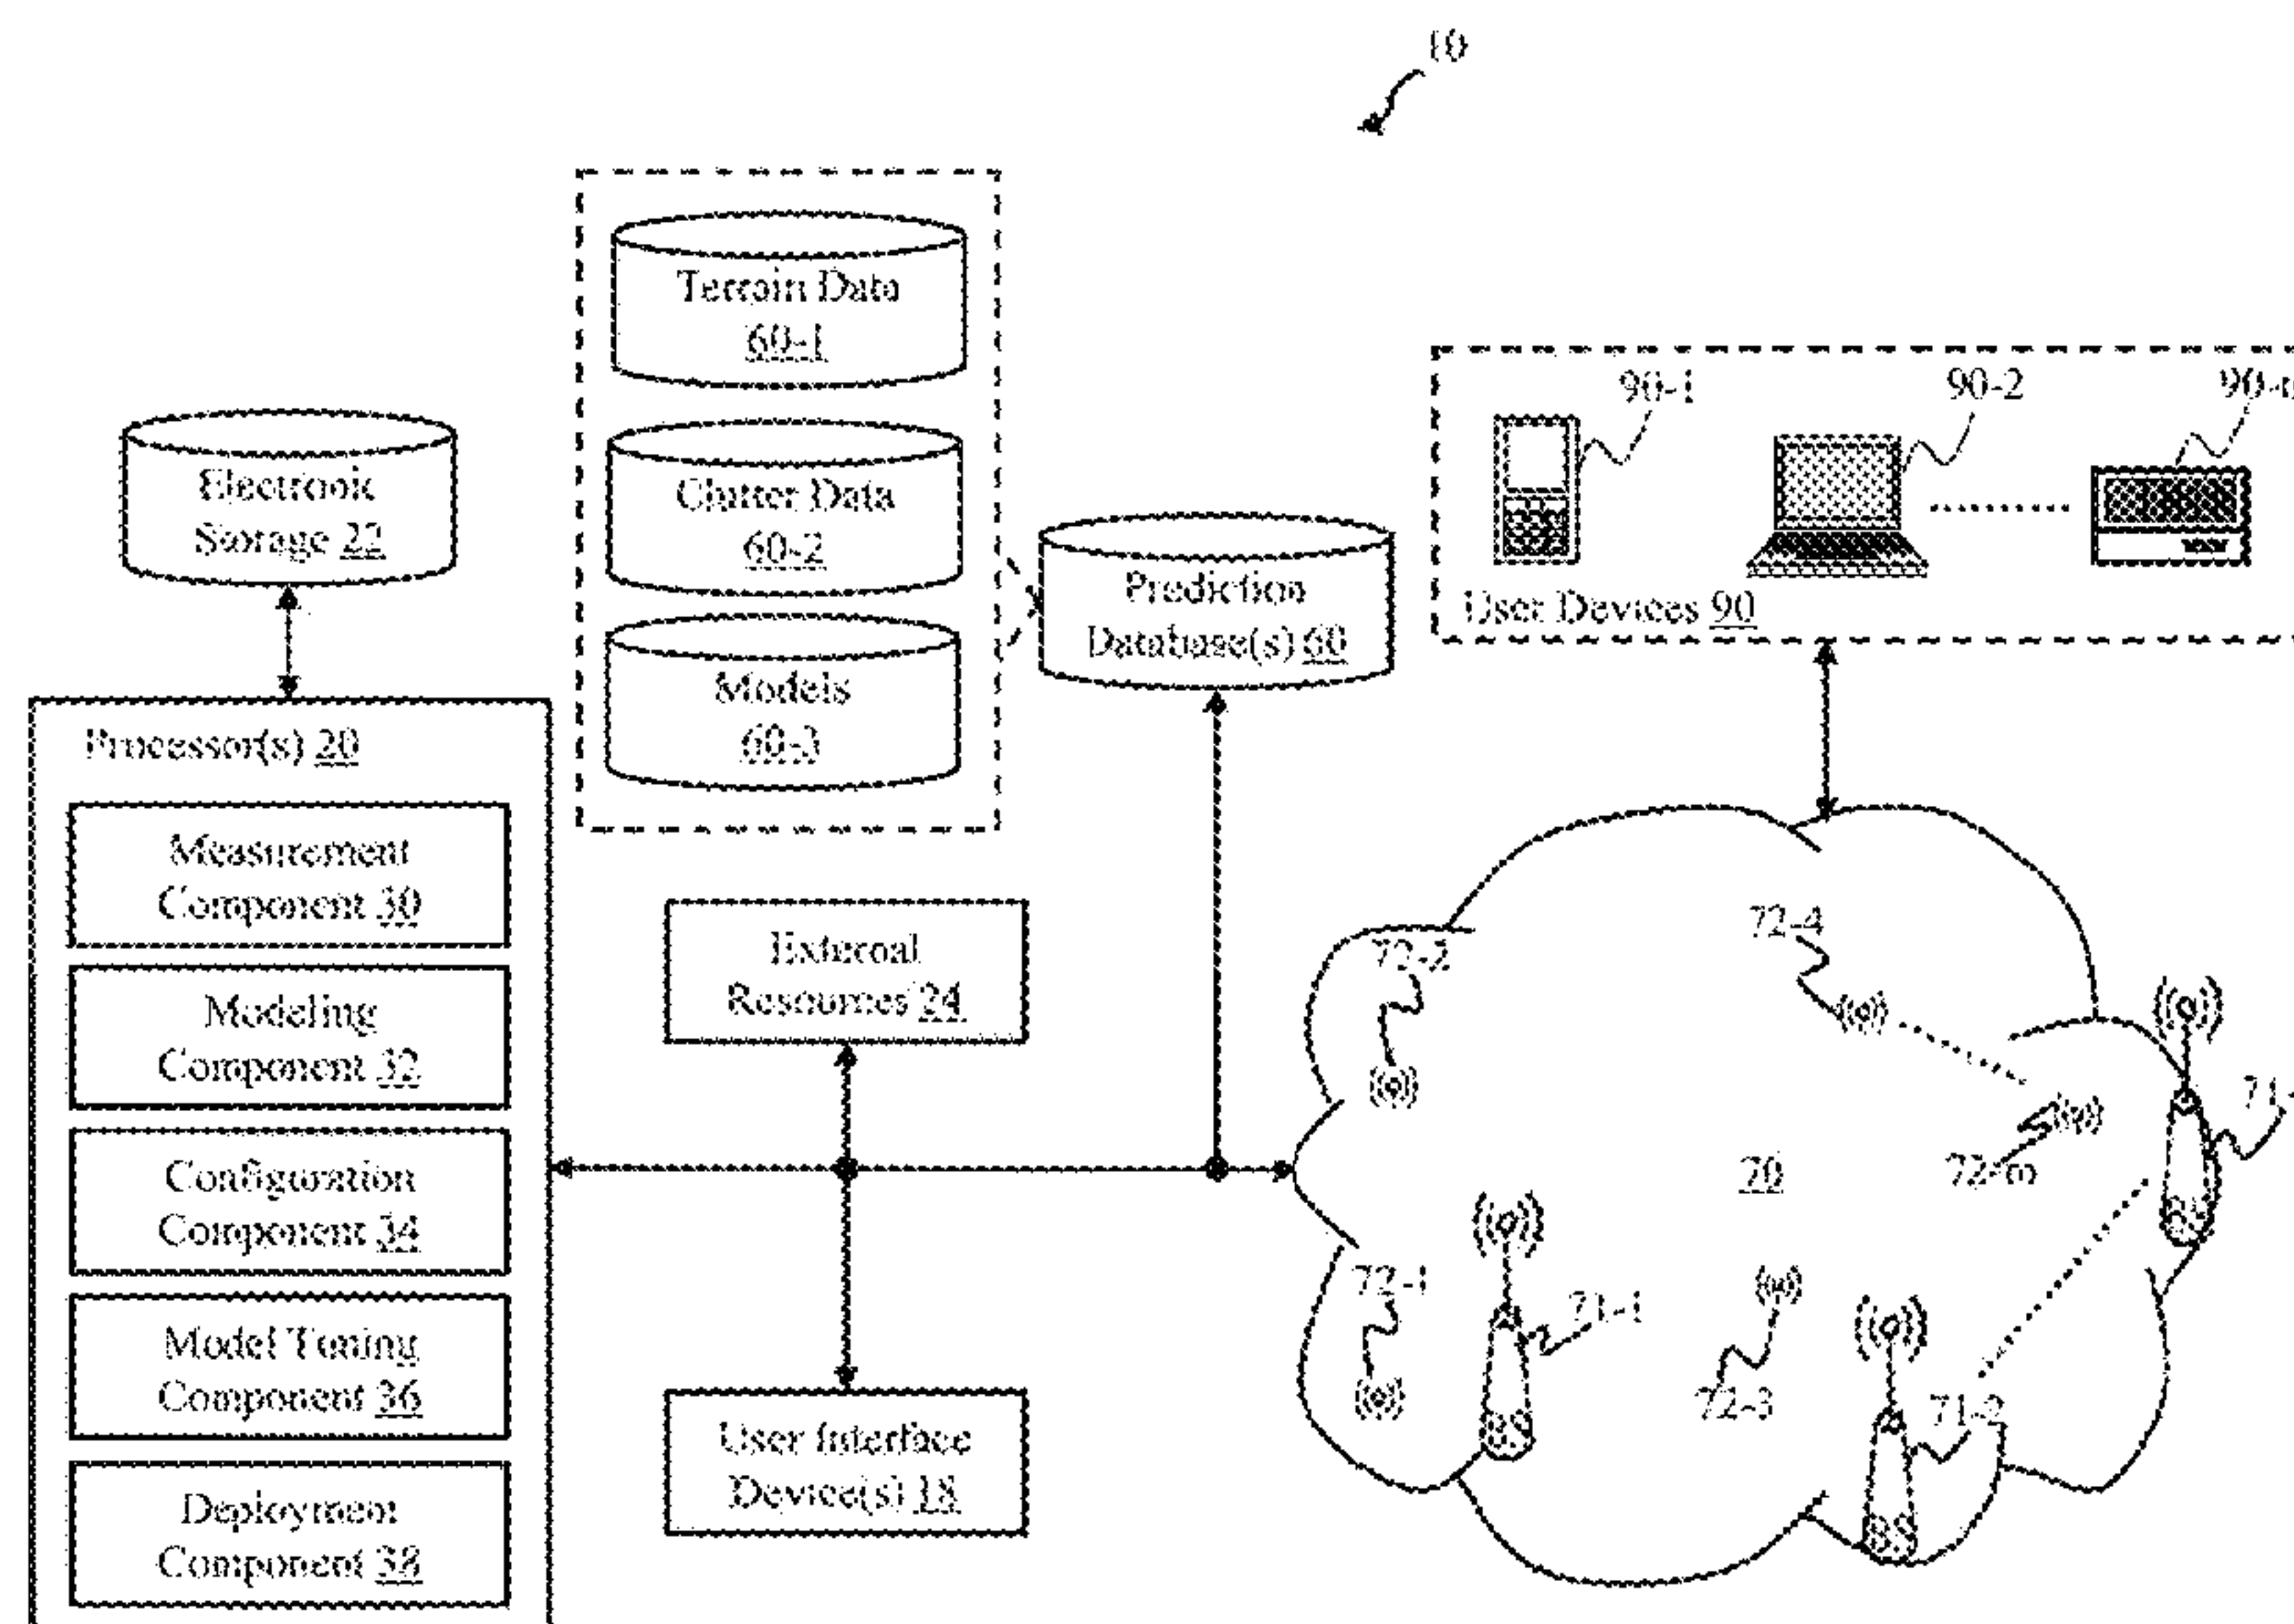 10
Terrain Data
60-1
Clutter Data
60-2
Models
60-3
Electronic
Storage 22
Prediction
Database(s) 60
90-1
90-2
User Devices 90
Processor(s) 20
Measurement
Component 30
Modeling
Component 32
Configuration
Component 34
Model Tuning
Component 36
Deployment
Component 38
External
Resources 24
User Interface
Device(s) 18
72-2
72-4
70
72-m
72-1
71-1
72-3
71-2
BS
BS
BS